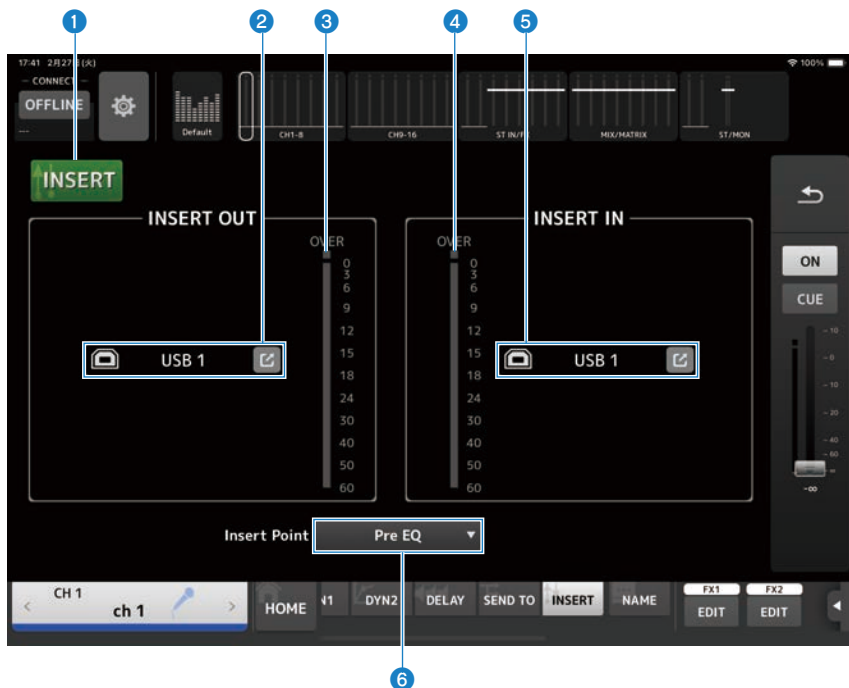 1 2 3 4 5
17:41 2月27日(火) 100%
CONNECT
OFFLINE
---
Default
CH1-8
CH9-16
MIX/MATRIX
ST/MON
INSERT
INSERT OUT
INSERT IN
OVER OVER
0 0
3 3
6 6
9 9
12 12
15 15
18 18
24 24
30 30
40 40
50 50
60 60
USB 1
USB 1
ON
CUE
10
0
10
20
40
60
∞
-∞
Insert Point Pre EQ
CH 1
ch 1
HOME
DYN2 DELAY SEND TO INSERT NAME
FX1 FX2
EDIT EDIT
6